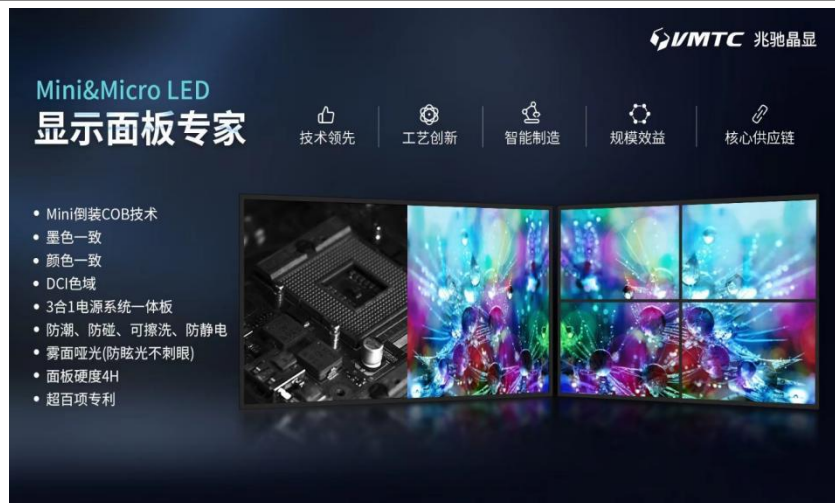 VMTC 兆驰晶显
Mini&Micro LED
显示面板专家
技术领先
工艺创新
智能制造
规模效益
核心供应链
• Mini倒装COB技术
• 墨色一致
• 颜色一致
• DCI色域
• 3合1电源系统一体板
• 防潮、防碰、可擦洗、防静电
• 雾面哑光(防眩光不刺眼)
• 面板硬度4H
• 超百项专利